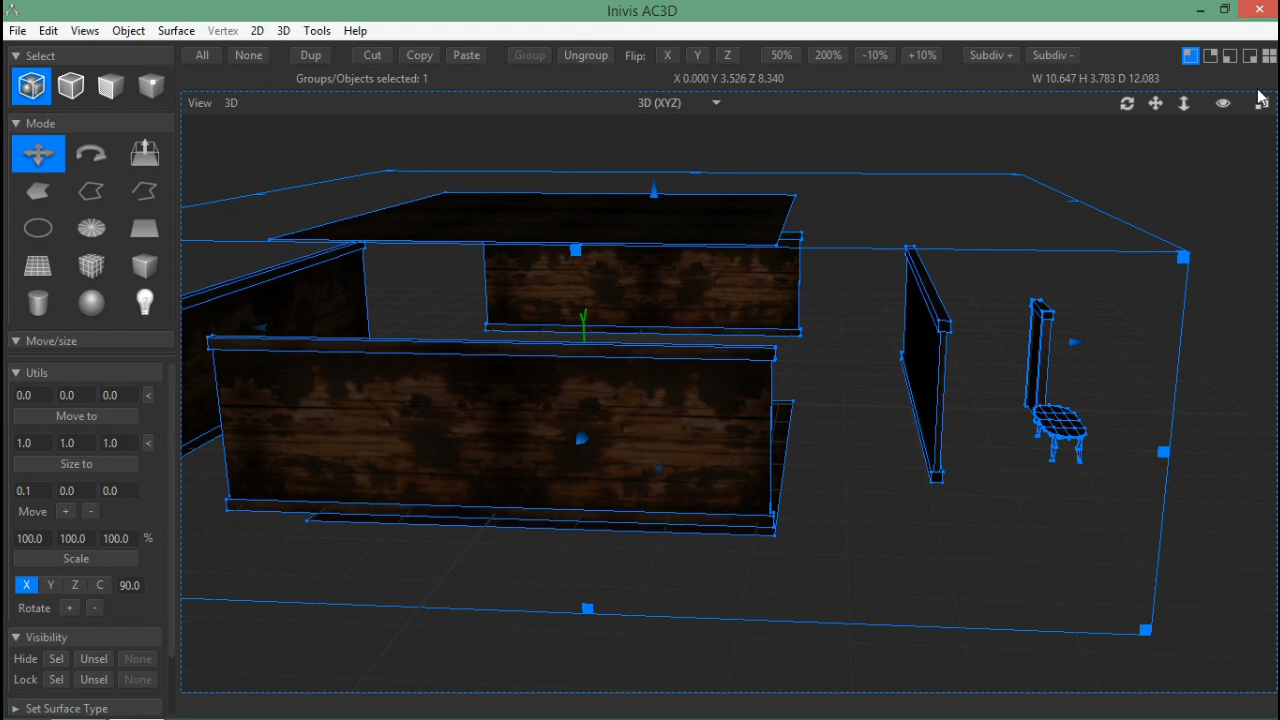 Inivis AC3D
File Edit Views Object Surface Vertex 2D 3D Tools Help
Select All None Dup Cut Copy Paste Group Ungroup Flip: X Y Z 50% 200% -10% +10% Subdiv + Subdiv -
Groups/Objects selected: 1 X 0.000 Y 3.526 Z 8.340 W 10.647 H 3.783 D 12.083
View 3D 3D (XYZ)
Mode
Move/size
Utils
0.0 0.0 0.0 <
Move to
1.0 1.0 1.0 <
Size to
0.1 0.0 0.0
Move + -
100.0 100.0 100.0 %
Scale
X Y Z C 90.0
Rotate + -
Visibility
Hide Sel Unsel None
Lock Sel Unsel None
Set Surface Type